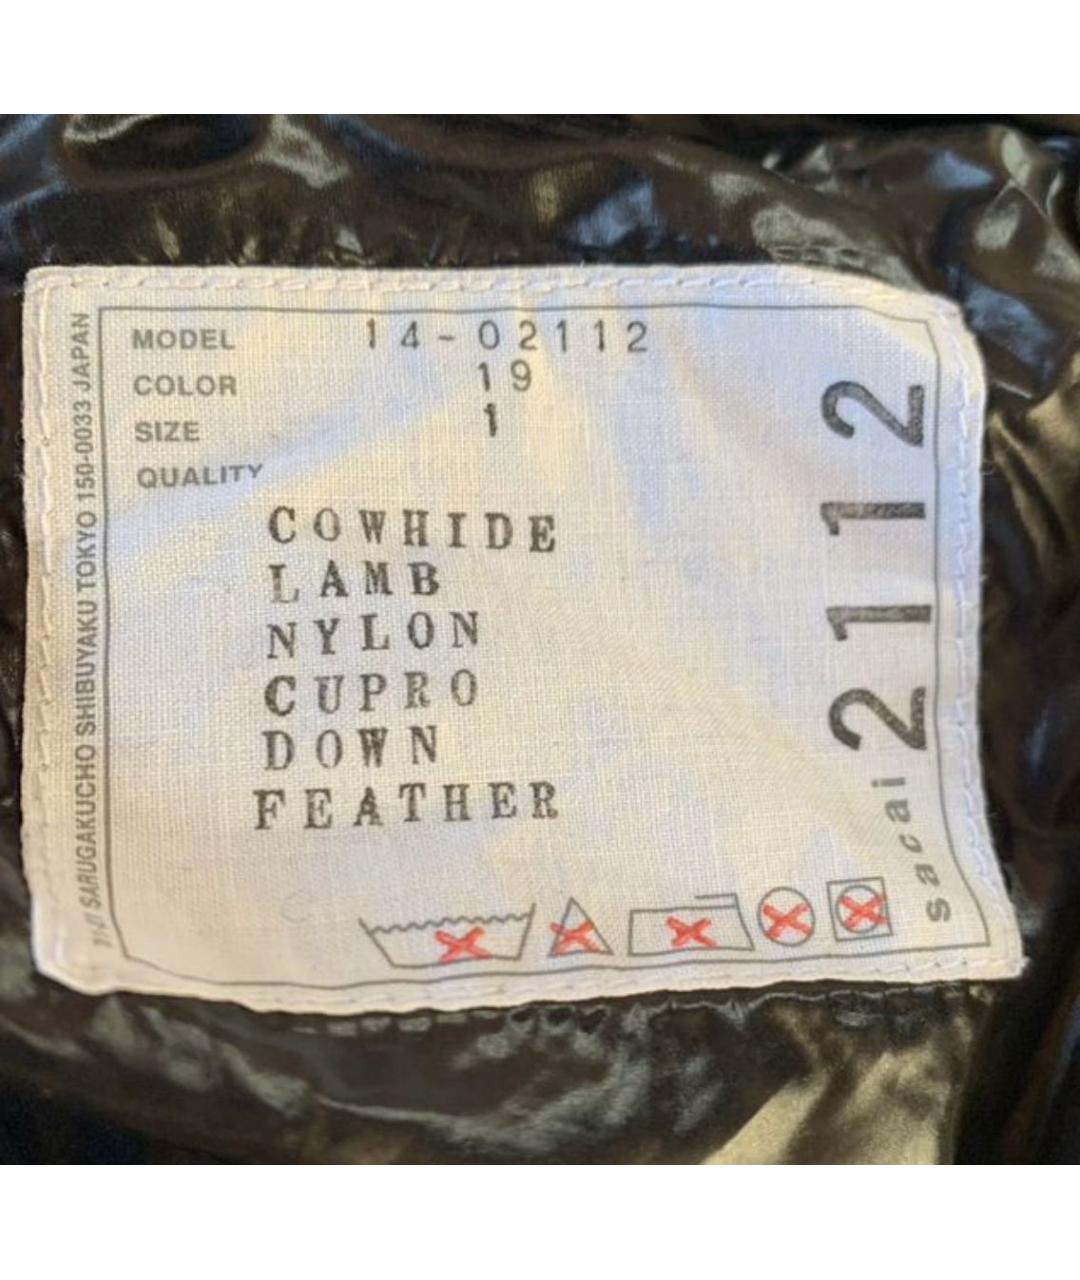 MODEL 14-02112
COLOR 19
SIZE 1
QUALITY
COWHIDE
LAMB
NYLON
CUPRO
DOWN
FEATHER
SARUGAKUCHO SHIBUYAKU TOKYO 150-0033 JAPAN
sacai 2112